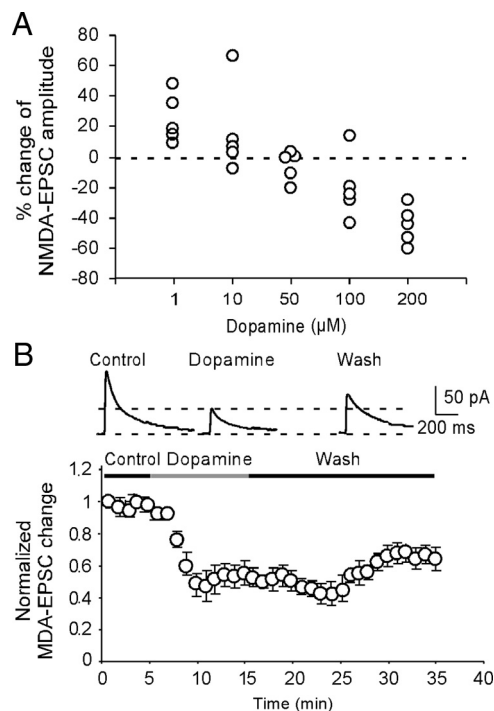 A
% change of
NMDA-EPSC amplitude
80
60
40
20
0
-20
-40
-60
-80
1 10 50 100 200
Dopamine (µM)
B
Control Dopamine Wash
50 pA
200 ms
Control Dopamine Wash
Normalized
MDA-EPSC change
1.2
1
0.8
0.6
0.4
0.2
0
0 5 10 15 20 25 30 35 40
Time (min)